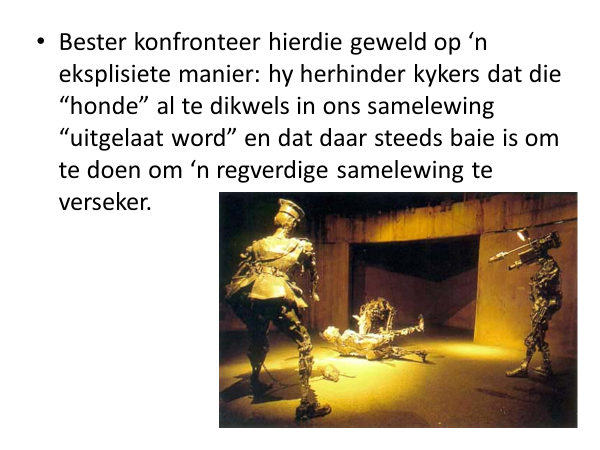 • Bester konfronteer hierdie geweld op ‘n
eksplisiete manier: hy herhinder kykers dat die
“honde” al te dikwels in ons samelewing
“uitgelaat word” en dat daar steeds baie is om
te doen om ‘n regverdige samelewing te
verseker.